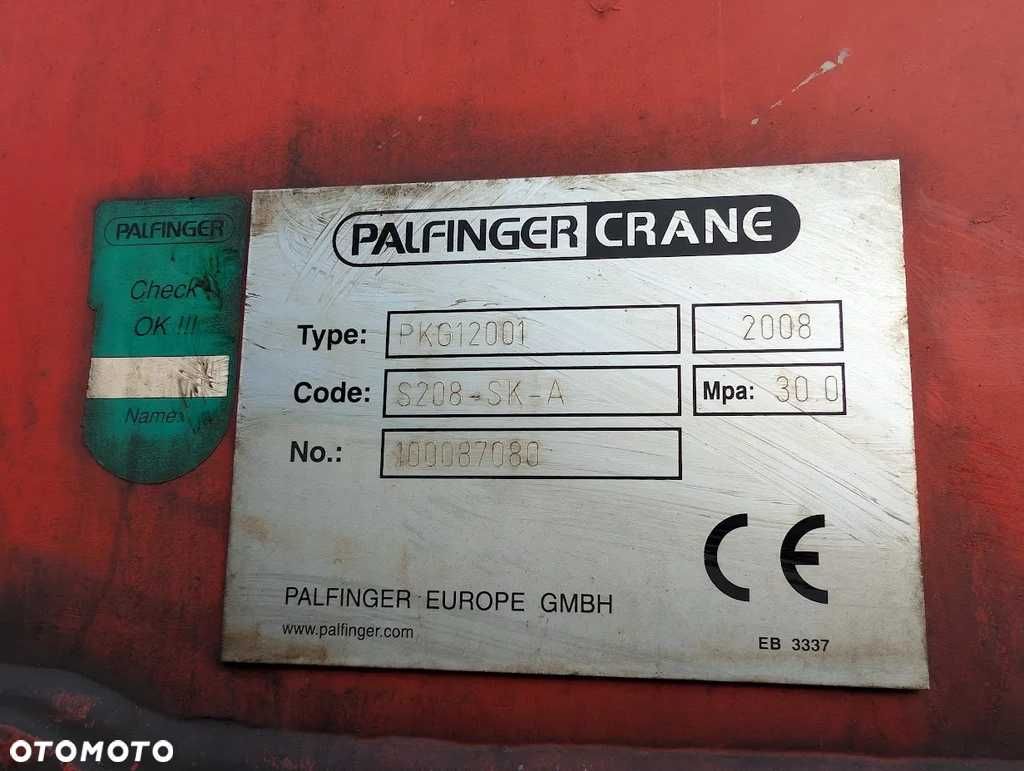 PALFINGER
Check
OK !!!
Name:
PALFINGER CRANE
Type: PKG12001 2008
Code: S208-SK-A Mpa: 30.0
No.: 100087080
CE
PALFINGER EUROPE GMBH
www.palfinger.com
EB 3337
OTOMOTO